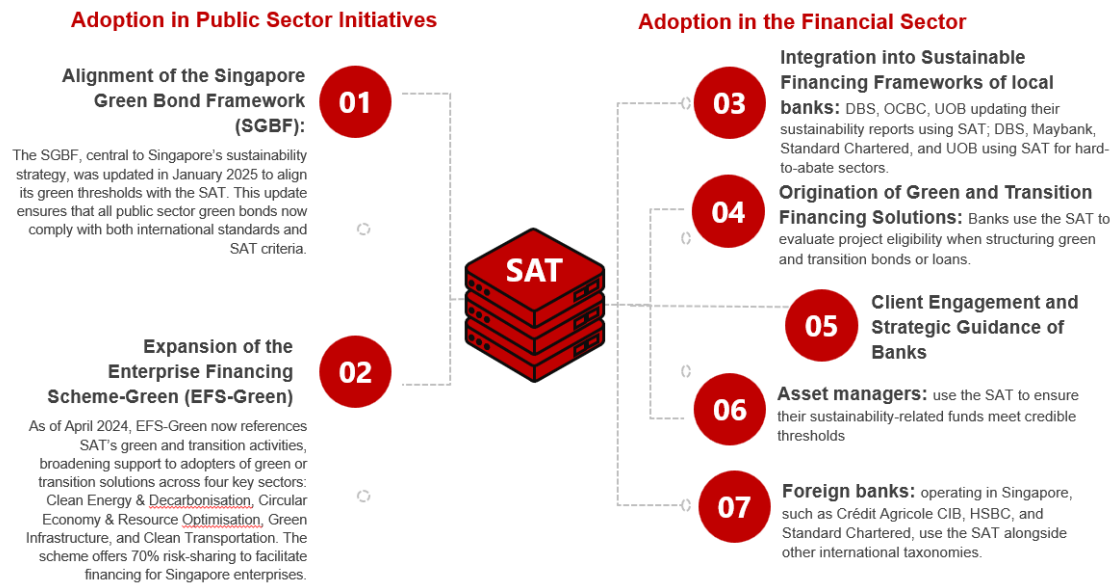 Adoption in Public Sector Initiatives
Alignment of the Singapore
Green Bond Framework
(SGBF):
01
The SGBF, central to Singapore's sustainability
strategy, was updated in January 2025 to align
its green thresholds with the SAT. This update
ensures that all public sector green bonds now
comply with both international standards and
SAT criteria.
Expansion of the
Enterprise Financing
Scheme-Green (EFS-Green)
02
As of April 2024, EFS-Green now references
SAT's green and transition activities,
broadening support to adopters of green or
transition solutions across four key sectors:
Clean Energy & Decarbonisation, Circular
Economy & Resource Optimisation, Green
Infrastructure, and Clean Transportation. The
scheme offers 70% risk-sharing to facilitate
financing for Singapore enterprises.
SAT
Adoption in the Financial Sector
03
Integration into Sustainable
Financing Frameworks of local
banks: DBS, OCBC, UOB updating their
sustainability reports using SAT; DBS, Maybank,
Standard Chartered, and UOB using SAT for hard-
to-abate sectors.
04
Origination of Green and Transition
Financing Solutions: Banks use the SAT to
evaluate project eligibility when structuring green
and transition bonds or loans.
05
Client Engagement and
Strategic Guidance of
Banks
06
Asset managers: use the SAT to ensure
their sustainability-related funds meet credible
thresholds
07
Foreign banks: operating in Singapore,
such as Crédit Agricole CIB, HSBC, and
Standard Chartered, use the SAT alongside
other international taxonomies.